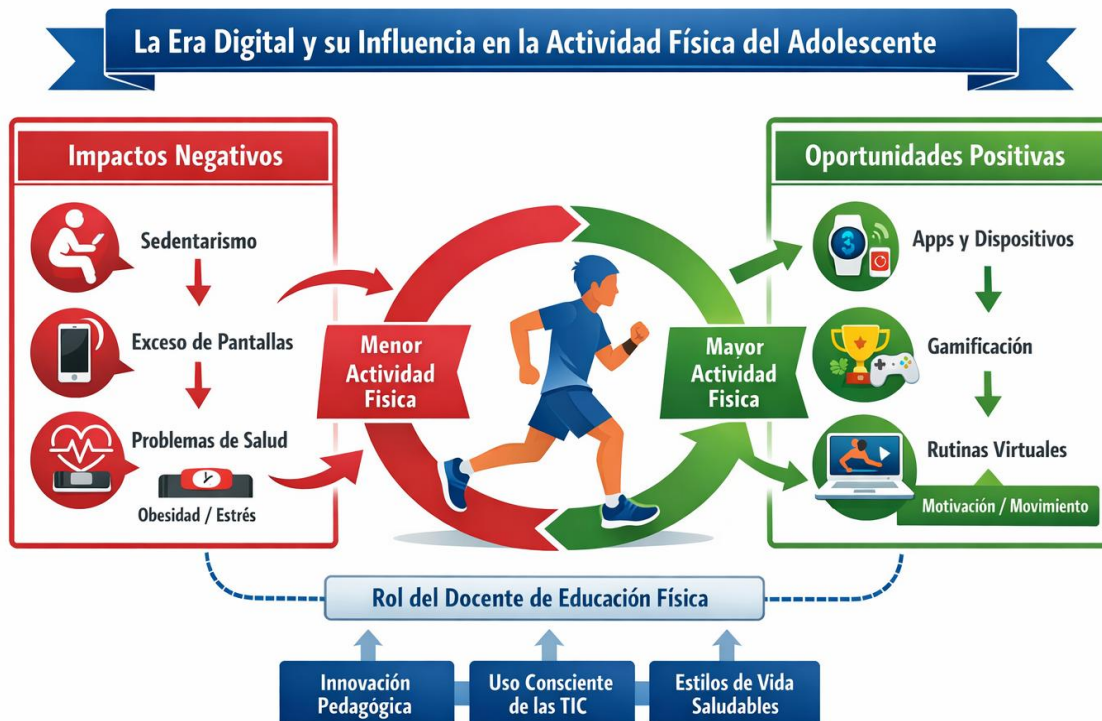 La Era Digital y su Influencia en la Actividad Física del Adolescente
Impactos Negativos
Sedentarismo
Exceso de Pantallas
Problemas de Salud
Obesidad / Estrés
Menor
Actividad
Física
Mayor
Actividad
Física
Oportunidades Positivas
3
Apps y Dispositivos
Gamificación
Rutinas Virtuales
Motivación / Movimiento
Rol del Docente de Educación Física
Innovación
Pedagógica
Uso Consciente
de las TIC
Estilos de Vida
Saludables